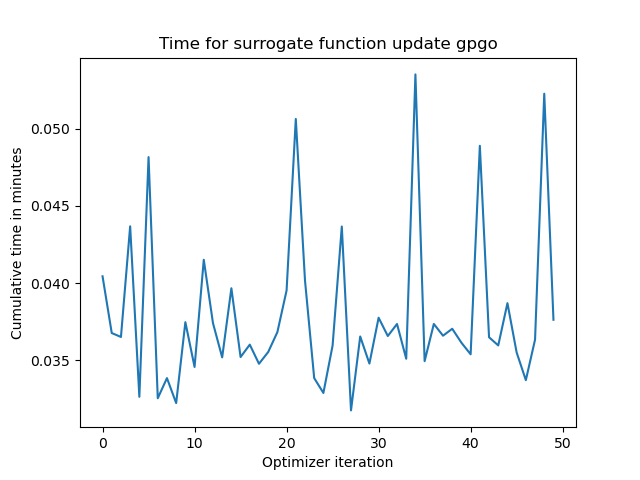 Time for surrogate function update gpgo
Cumulative time in minutes
0.050
0.045
0.040
0.035
0 10 20 30 40 50
Optimizer iteration